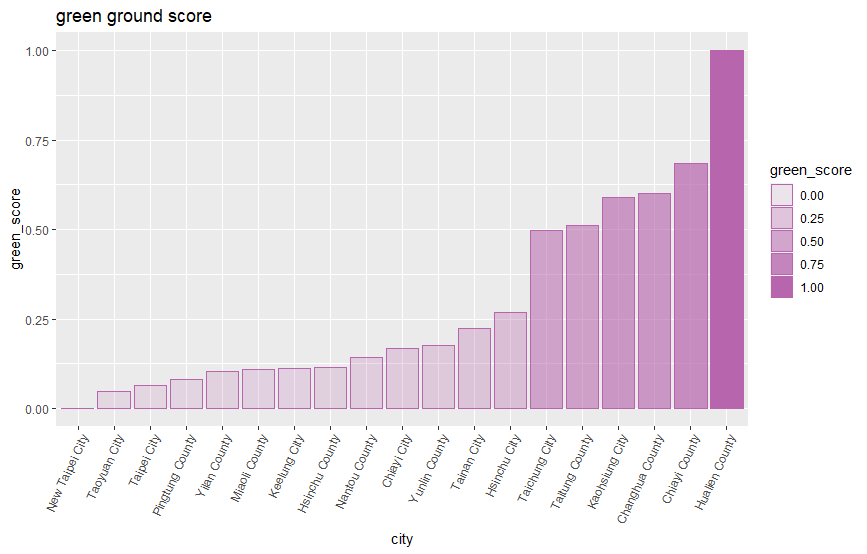 green ground score
green_score
1.00
0.75
0.50
0.25
0.00
New Taipei City
Taoyuan City
Taipei City
Pingtung County
Yilan County
Miaoli County
Keelung City
Hsinchu County
Nantou County
Chiayi City
Yunlin County
Tainan City
Hsinchu City
Taichung City
Taitung County
Kaohsiung City
Changhua County
Chiayi County
Hualien County
city
green_score
0.00
0.25
0.50
0.75
1.00